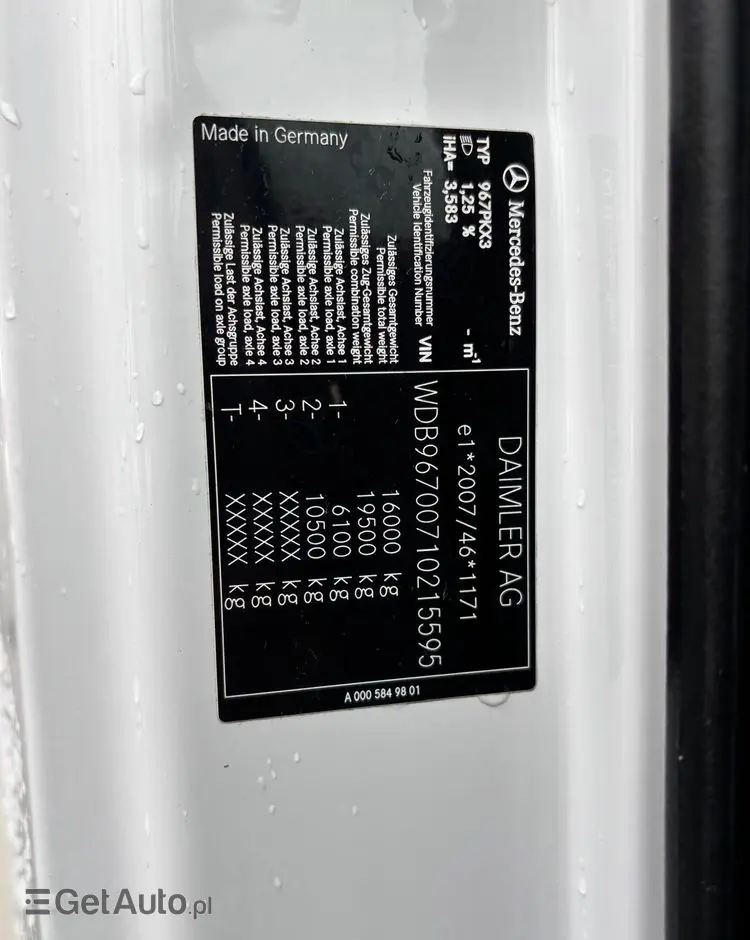 Mercedes-Benz
TYP 967PKX3
1,25 % - m⁻¹
iHA= 3,583
DAIMLER AG
e1*2007/46*1171
Fahrzeugidentifizierungsnummer
Vehicle Identification Number VIN WDB9670071O215595
Zulässiges Gesamtgewicht
Permissible total weight 16000 kg
Zulässiges Zug-Gesamtgewicht
Permissible combination weight 19500 kg
Zulässige Achslast, Achse 1
Permissible axle load, axle 1 1- 6100 kg
Zulässige Achslast, Achse 2
Permissible axle load, axle 2 2- 10500 kg
Zulässige Achslast, Achse 3
Permissible axle load, axle 3 3- XXXXX kg
Zulässige Achslast, Achse 4
Permissible axle load, axle 4 4- XXXXX kg
Zulässige Last der Achsgruppe
Permissible load on axle group T- XXXXX kg
Made in Germany
A 000 584 98 01
GetAuto.pl